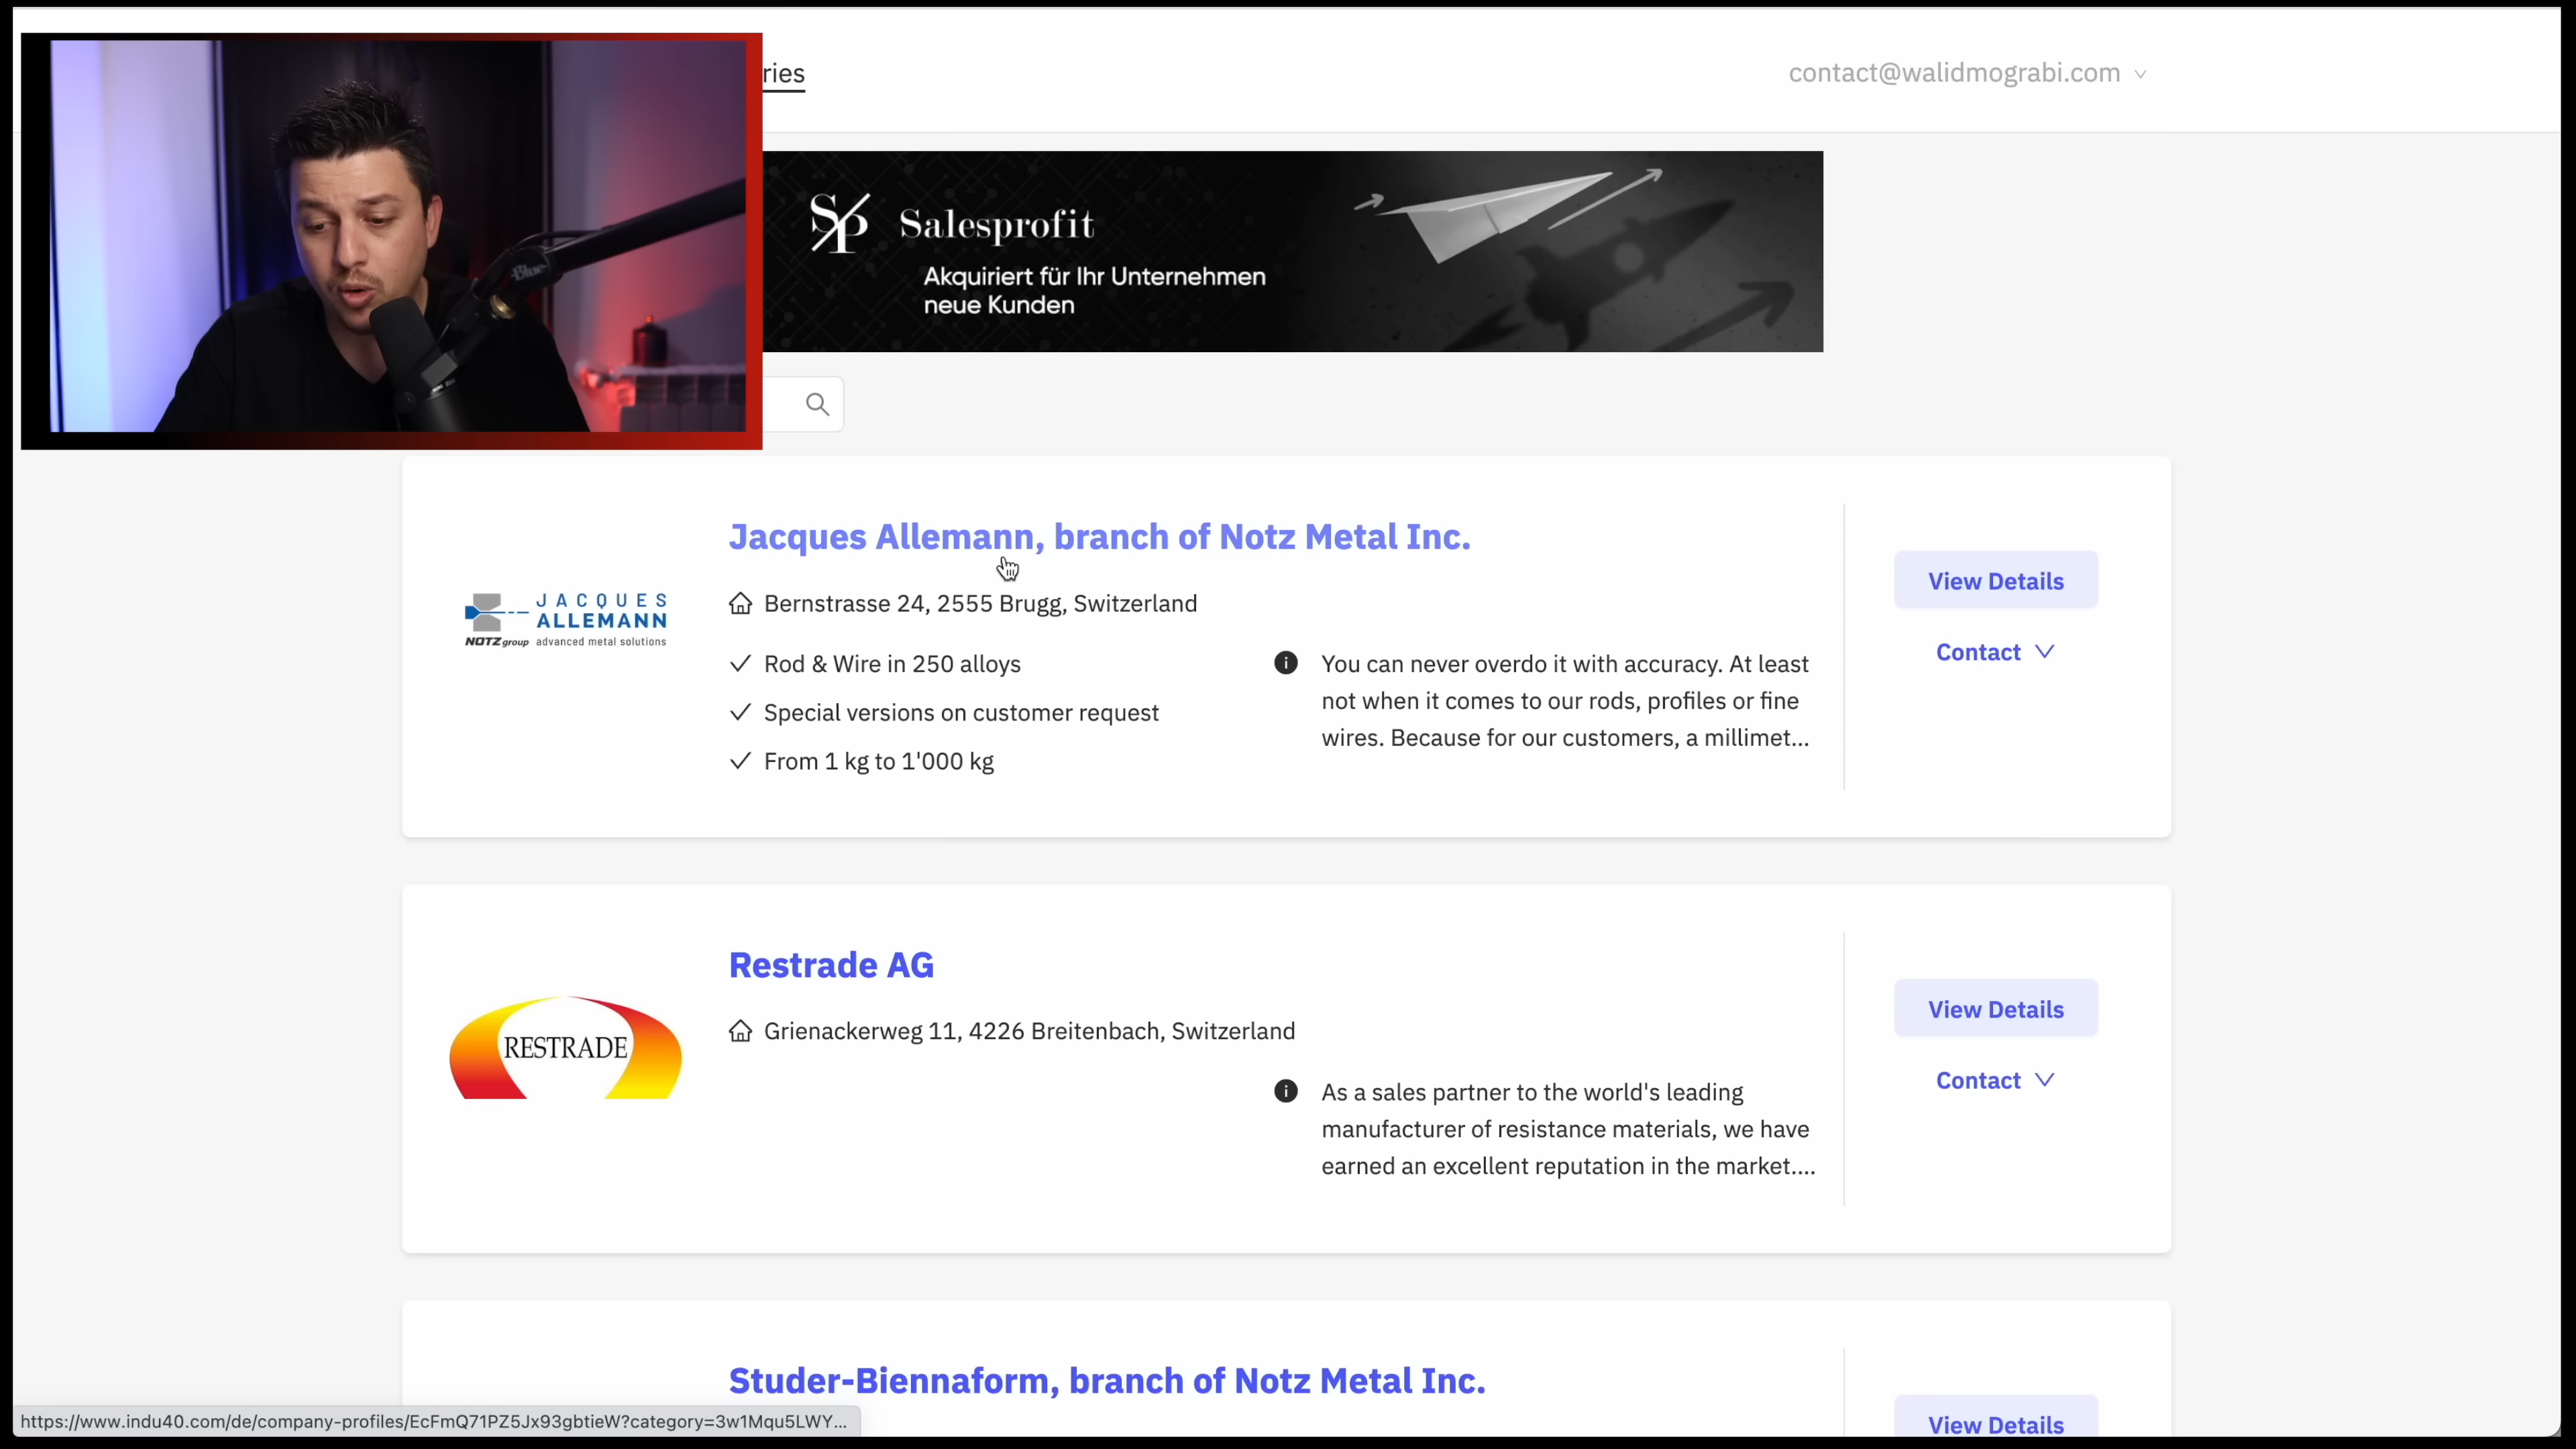 ries
contact@walidmograbi.com
SP Salesprofit
Akquiriert für Ihr Unternehmen
neue Kunden
Blue
Jacques Allemann, branch of Notz Metal Inc.
JACQUES
ALLEMANN
NOTZgroup advanced metal solutions
Bernstrasse 24, 2555 Brugg, Switzerland
Rod & Wire in 250 alloys
Special versions on customer request
From 1 kg to 1'000 kg
You can never overdo it with accuracy. At least
not when it comes to our rods, profiles or fine
wires. Because for our customers, a millimet...
View Details
Contact
Restrade AG
RESTRADE
Grienackerweg 11, 4226 Breitenbach, Switzerland
As a sales partner to the world's leading
manufacturer of resistance materials, we have
earned an excellent reputation in the market....
View Details
Contact
Studer-Biennaform, branch of Notz Metal Inc.
View Details
https://www.indu40.com/de/company-profiles/EcFmQ71PZ5Jx93gbtieW?category=3w1Mqu5LWY...